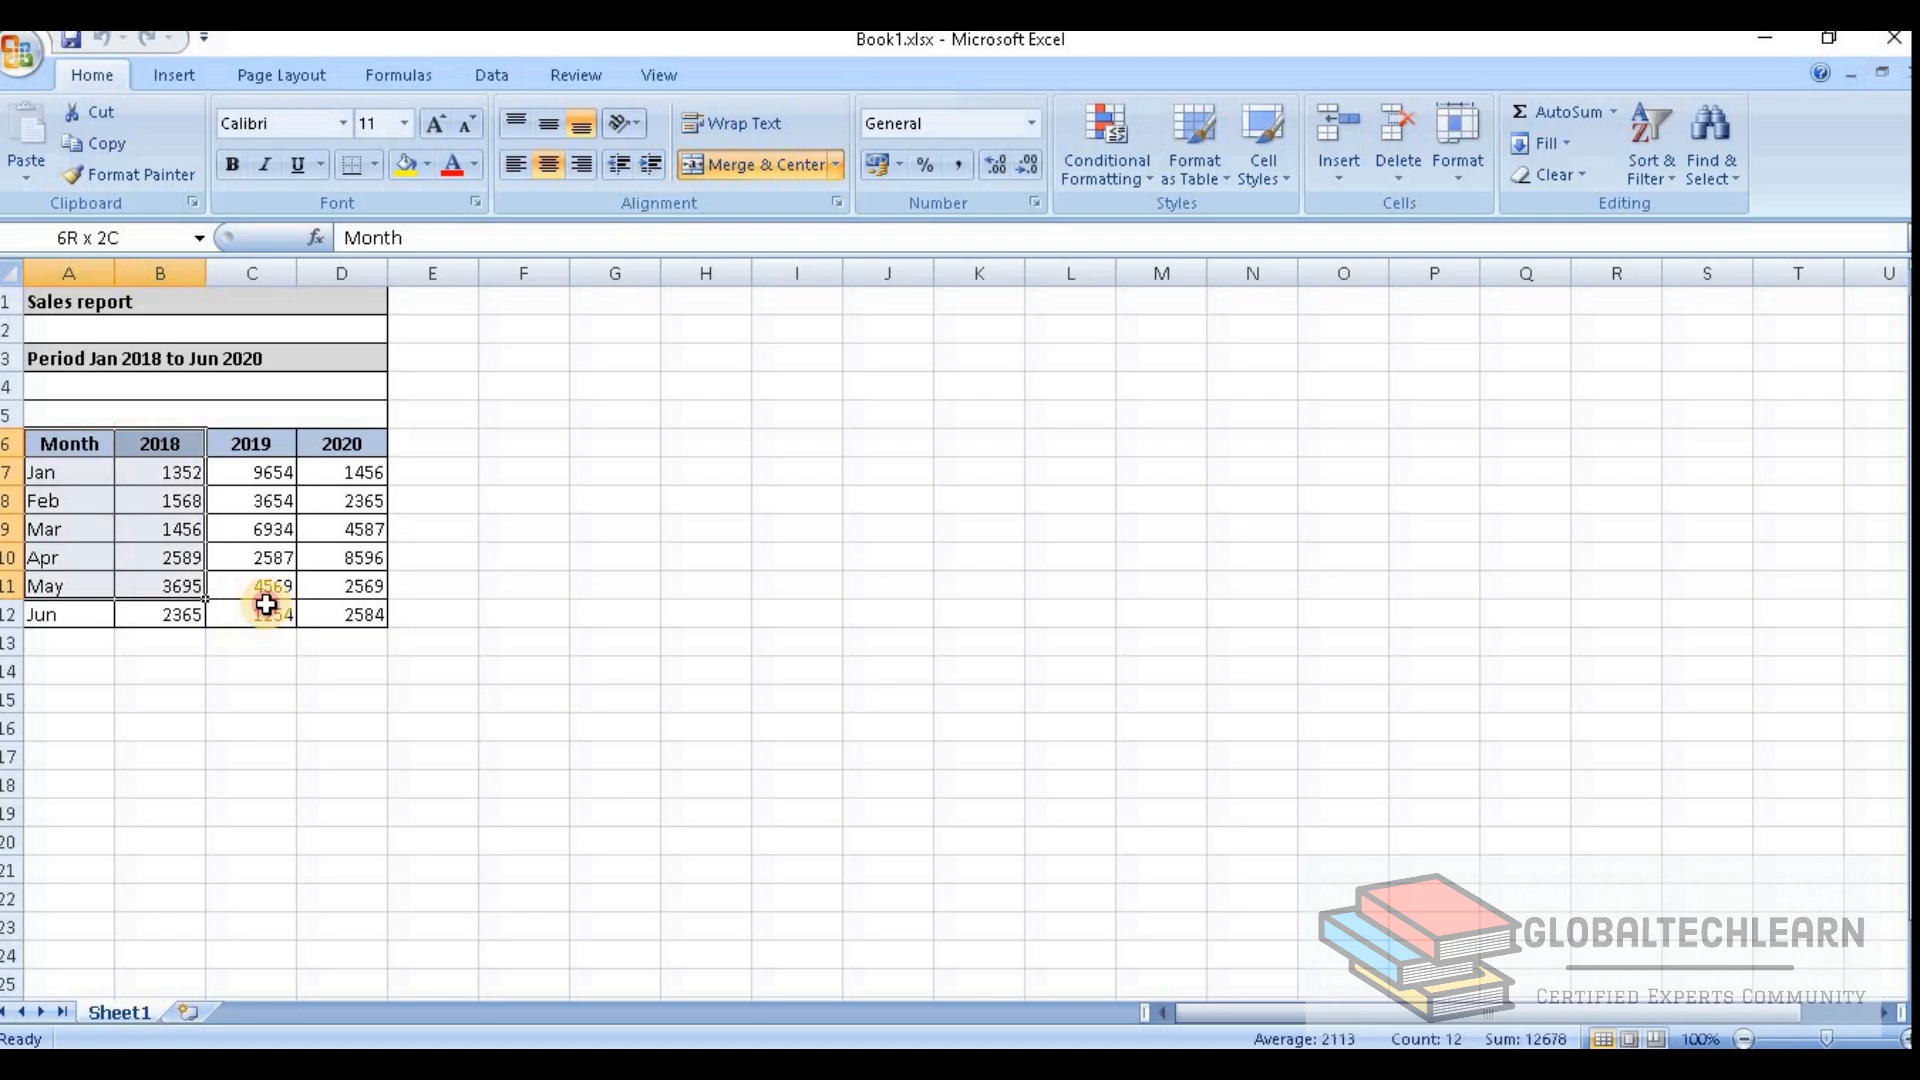 Book1.xlsx - Microsoft Excel
Home Insert Page Layout Formulas Data Review View
Paste
Cut
Copy
Format Painter
Clipboard
Calibri 11
B I U A
Font
Wrap Text
Merge & Center
Alignment
General
% ,
Number
Conditional Formatting
Format as Table
Cell Styles
Styles
Insert Delete Format
Cells
Σ AutoSum
Fill
Clear
Sort & Filter
Find & Select
Editing
6R x 2C fx Month
A B C D E F G H I J K L M N O P Q R S T U
1 Sales report
2
3 Period Jan 2018 to Jun 2020
4
5
6 Month 2018 2019 2020
7 Jan 1352 9654 1456
8 Feb 1568 3654 2365
9 Mar 1456 6934 4587
10 Apr 2589 2587 8596
11 May 3695 4569 2569
12 Jun 2365 1254 2584
13
14
15
16
17
18
19
20
21
22
23
24
25
GLOBALTECHLEARN
CERTIFIED EXPERTS COMMUNITY
Sheet1
Ready Average: 2113 Count: 12 Sum: 12678 100%